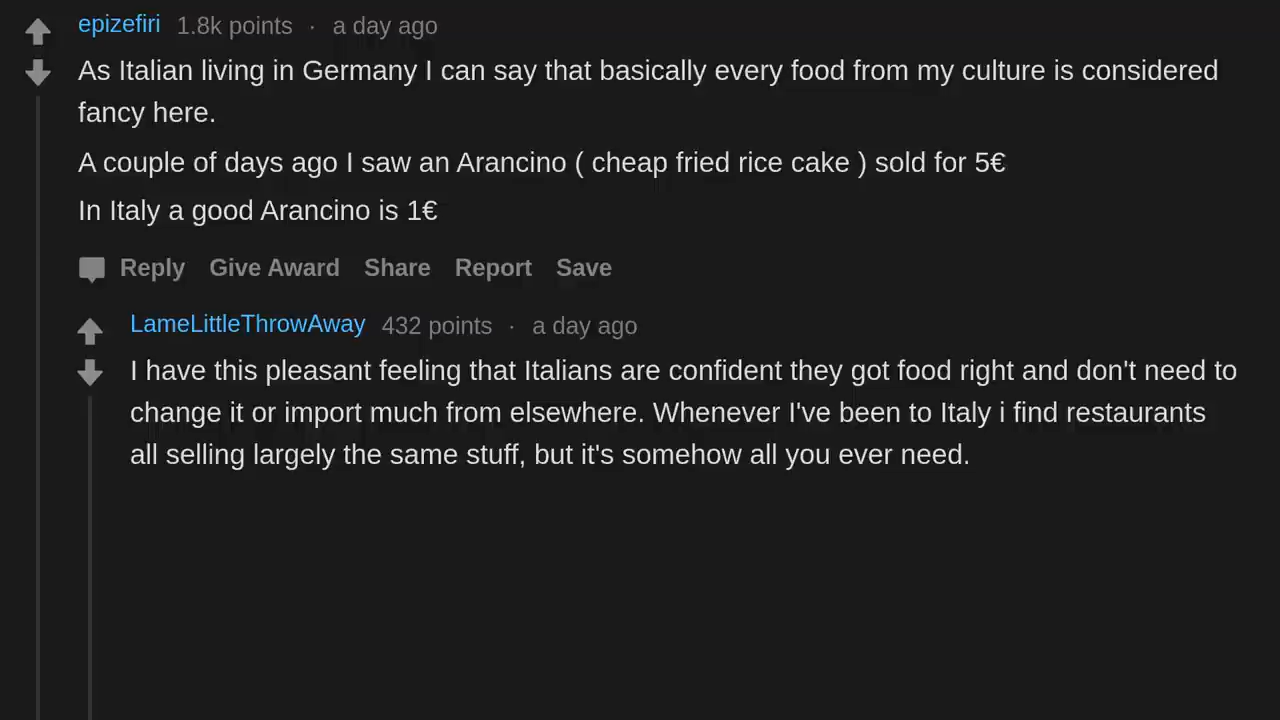 epizefiri 1.8k points · a day ago
As Italian living in Germany I can say that basically every food from my culture is considered
fancy here.
A couple of days ago I saw an Arancino ( cheap fried rice cake ) sold for 5€
In Italy a good Arancino is 1€
Reply Give Award Share Report Save
LameLittleThrowAway 432 points · a day ago
I have this pleasant feeling that Italians are confident they got food right and don't need to
change it or import much from elsewhere. Whenever I've been to Italy i find restaurants
all selling largely the same stuff, but it's somehow all you ever need.